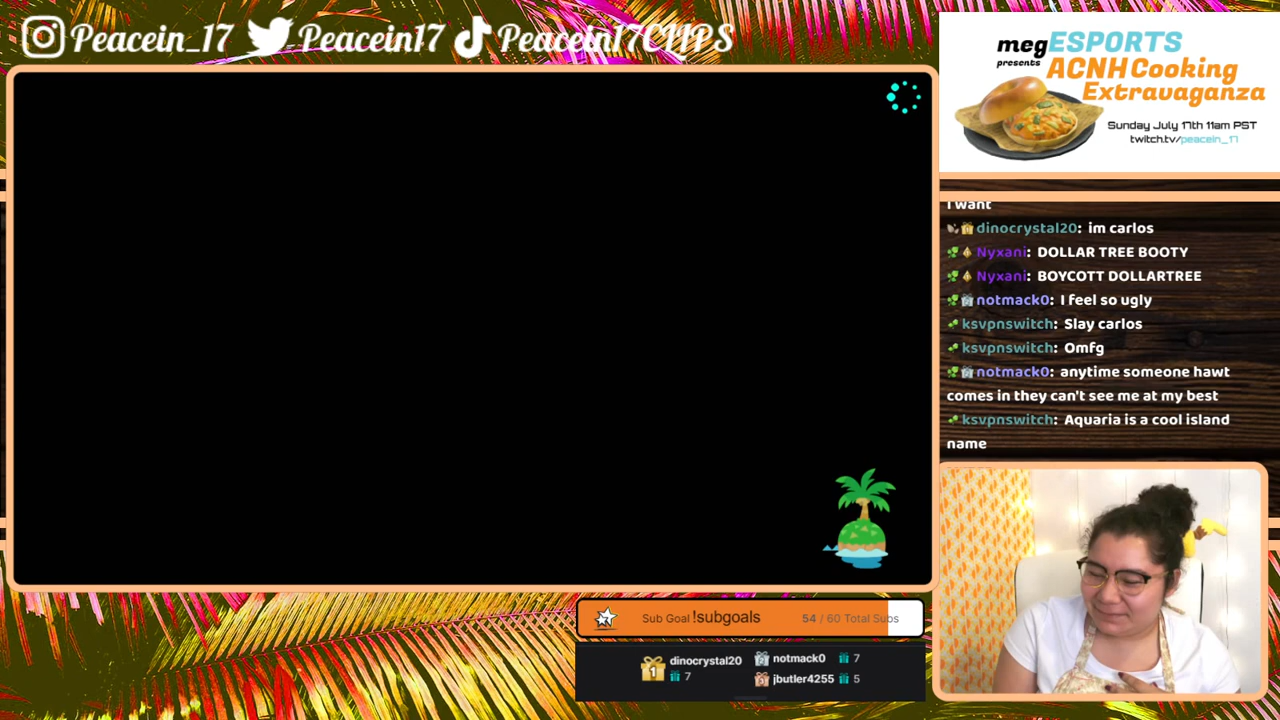 Peacein_17 Peacein17 Peacein17ClIPS
megESPORTS
presents ACNH Cooking
Extravaganza
Sunday July 17th 11am PST
twitch.tv/peacein_17
I want
dinocrystal20: im carlos
Nyxani: DOLLAR TREE BOOTY
Nyxani: BOYCOTT DOLLARTREE
notmack0: I feel so ugly
ksvpnswitch: Slay carlos
ksvpnswitch: Omfg
notmack0: anytime someone hawt
comes in they can't see me at my best
ksvpnswitch: Aquaria is a cool island
name
Sub Goal !subgoals 54 / 60 Total Subs
1 dinocrystal20 7
2 notmack0 7
3 jbutler4255 5